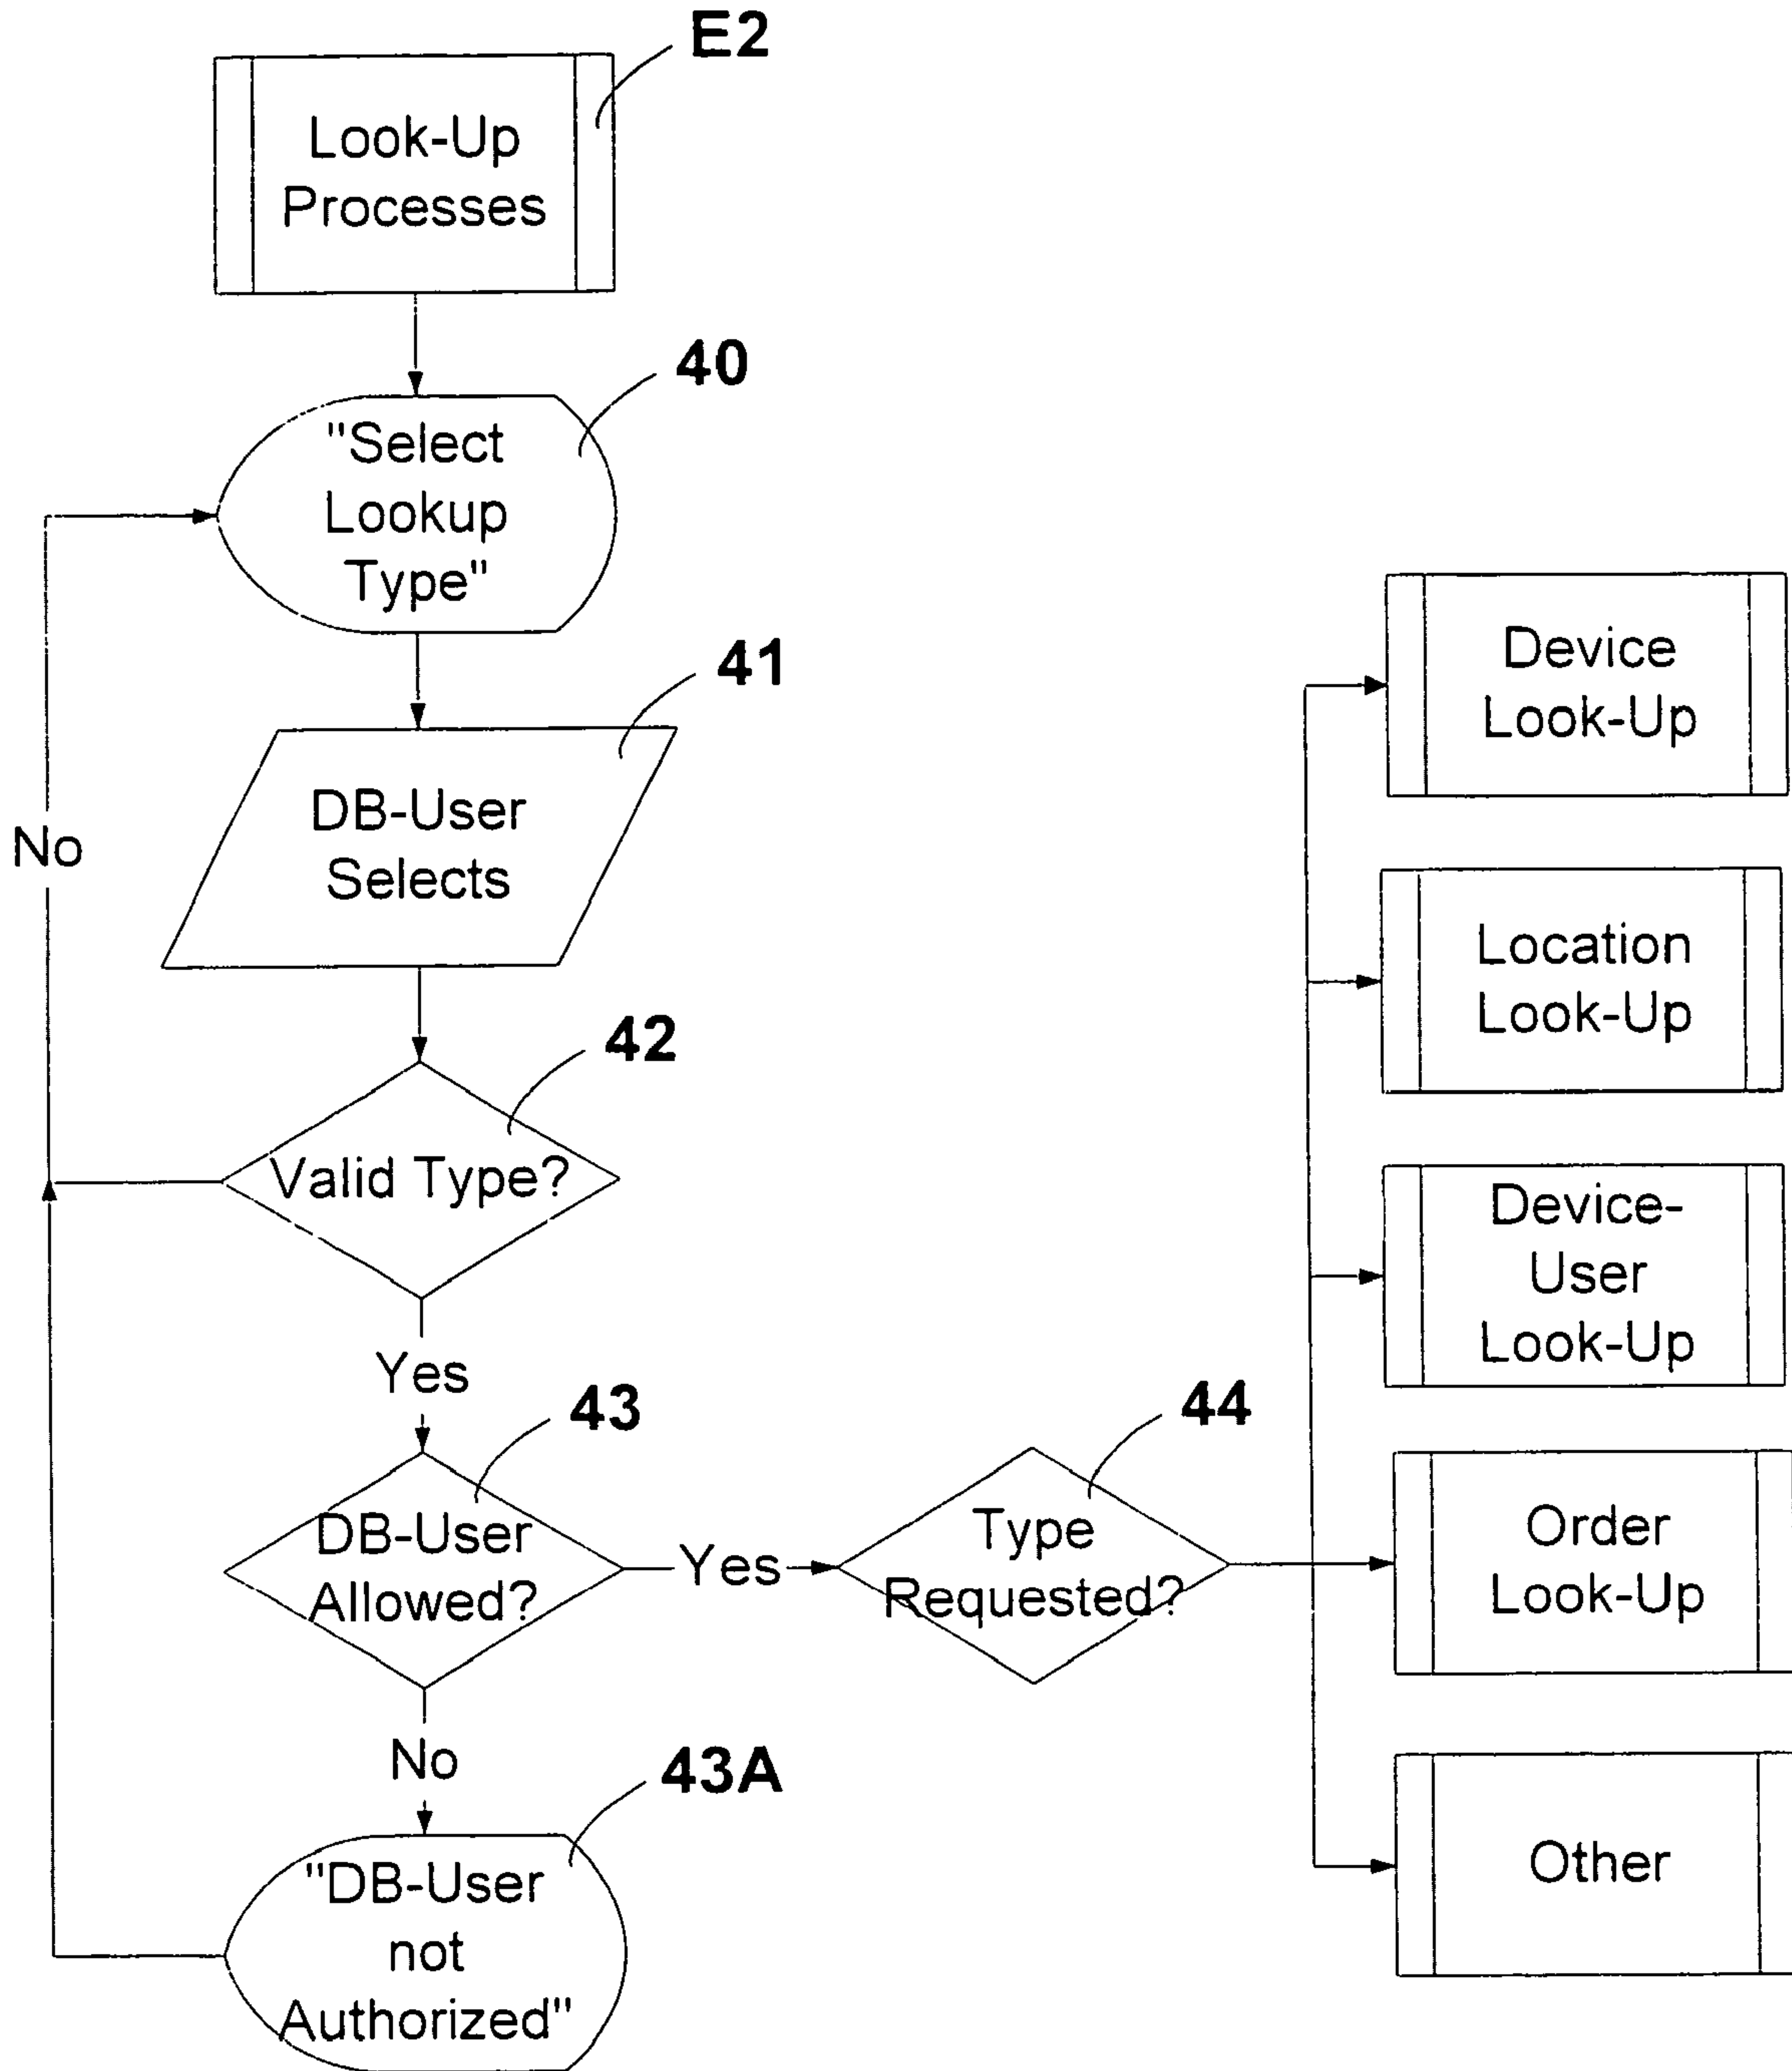 E2
Look-Up
Processes
40
"Select
Lookup
Type"
41
DB-User
Selects
No
42
Valid Type?
Yes
43
DB-User
Allowed?
Yes
44
Type
Requested?
No
43A
"DB-User
not
Authorized"
Device
Look-Up
Location
Look-Up
Device-
User
Look-Up
Order
Look-Up
Other